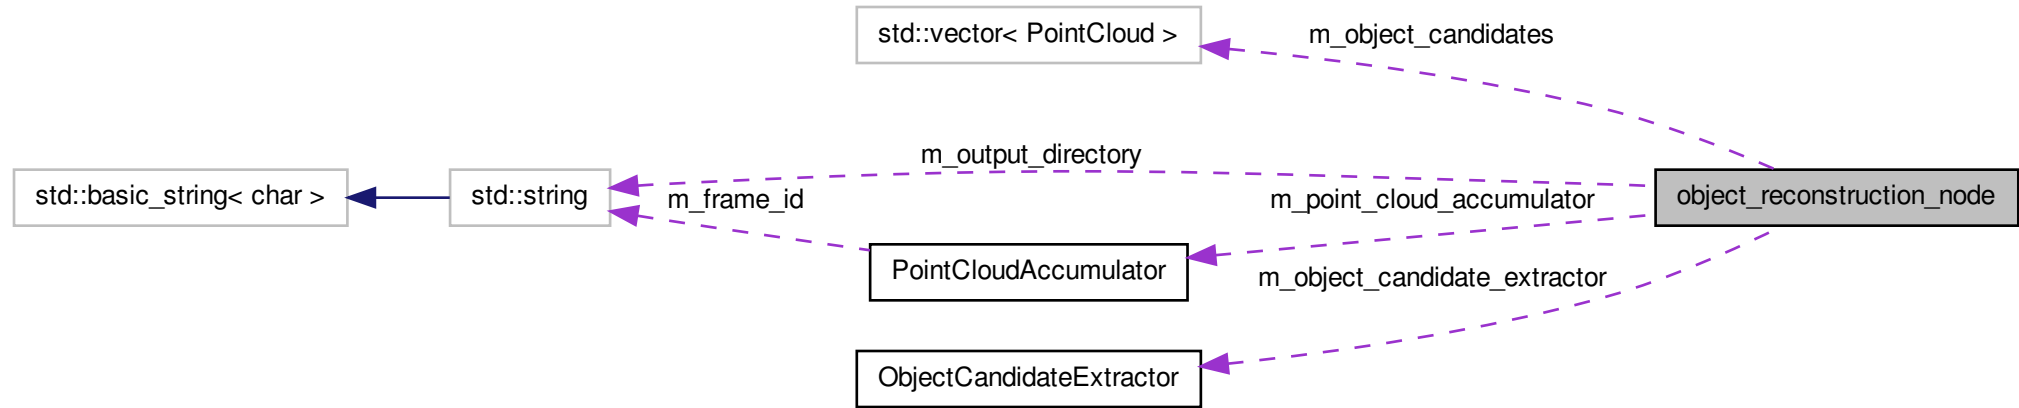 std::vector< PointCloud >
m_object_candidates
m_output_directory
std::basic_string< char >
std::string
m_frame_id
m_point_cloud_accumulator
object_reconstruction_node
PointCloudAccumulator
m_object_candidate_extractor
ObjectCandidateExtractor